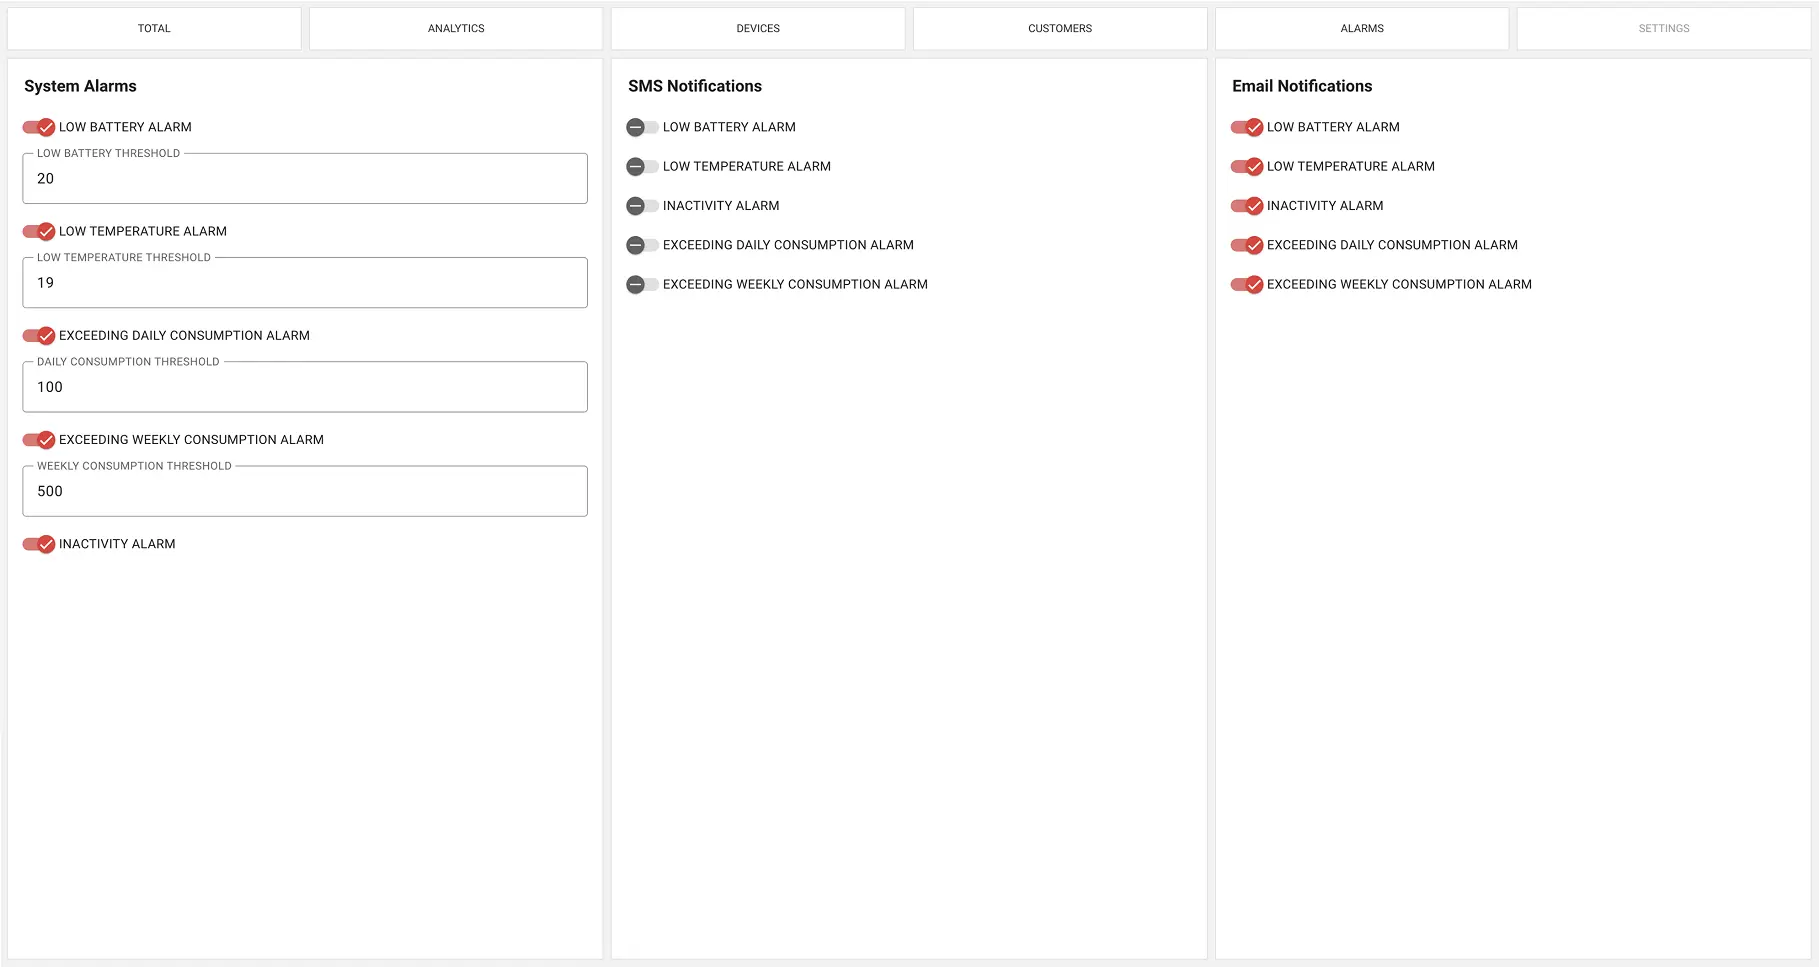 TOTAL
ANALYTICS
DEVICES
CUSTOMERS
ALARMS
SETTINGS
System Alarms
LOW BATTERY ALARM
LOW BATTERY THRESHOLD
20
LOW TEMPERATURE ALARM
LOW TEMPERATURE THRESHOLD
19
EXCEEDING DAILY CONSUMPTION ALARM
DAILY CONSUMPTION THRESHOLD
100
EXCEEDING WEEKLY CONSUMPTION ALARM
WEEKLY CONSUMPTION THRESHOLD
500
INACTIVITY ALARM
SMS Notifications
LOW BATTERY ALARM
LOW TEMPERATURE ALARM
INACTIVITY ALARM
EXCEEDING DAILY CONSUMPTION ALARM
EXCEEDING WEEKLY CONSUMPTION ALARM
Email Notifications
LOW BATTERY ALARM
LOW TEMPERATURE ALARM
INACTIVITY ALARM
EXCEEDING DAILY CONSUMPTION ALARM
EXCEEDING WEEKLY CONSUMPTION ALARM